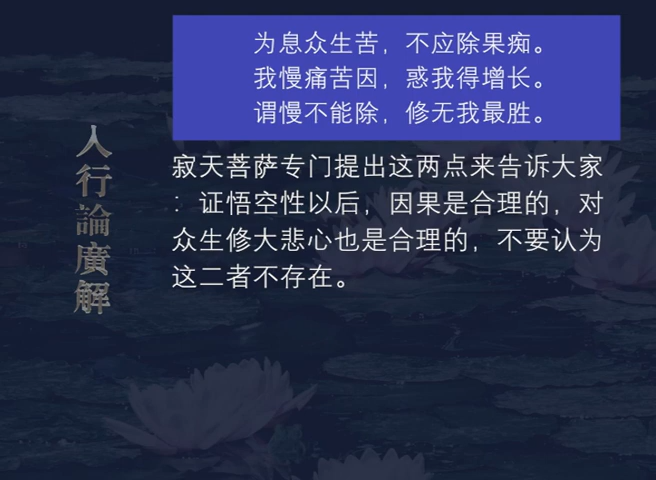 为息众生苦，不应除果痴。
我慢痛苦因，惑我得增长。
谓慢不能除，修无我最胜。
寂天菩萨专门提出这两点来告诉大家
：证悟空性以后，因果是合理的，对
众生修大悲心也是合理的，不要认为
这二者不存在。
入行論廣解